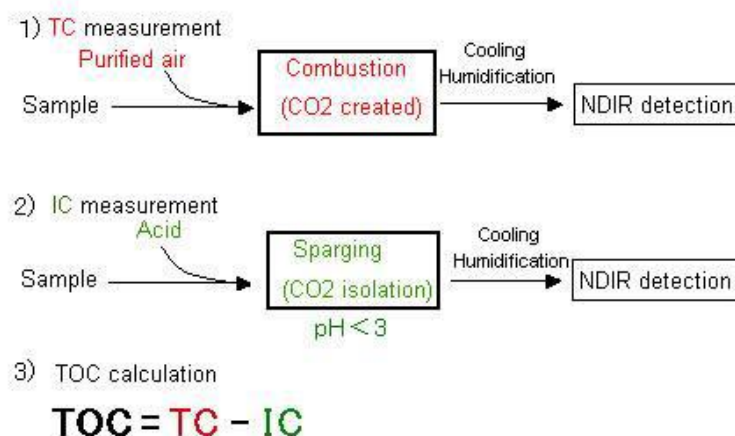 1) TC measurement
Purified air
Sample
Combustion
(CO2 created)
Cooling
Humidification
NDIR detection
2) IC measurement
Acid
Sample
Sparging
(CO2 isolation)
pH < 3
Cooling
Humidification
NDIR detection
3) TOC calculation
TOC = TC - IC